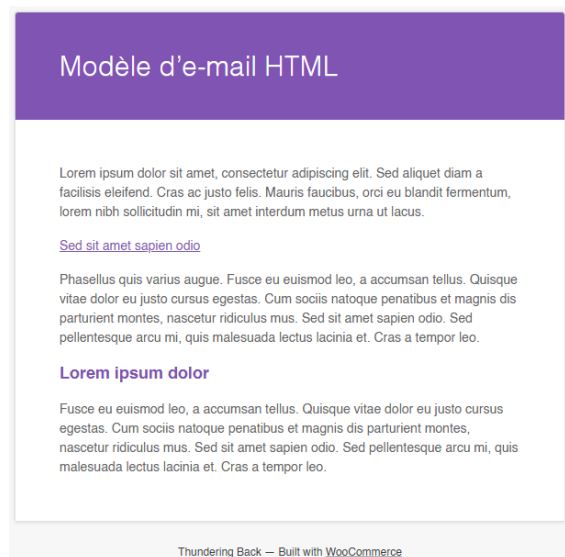 Modèle d’e-mail HTML
Lorem ipsum dolor sit amet, consectetur adipiscing elit. Sed aliquet diam a
facilisis eleifend. Cras ac justo felis. Mauris faucibus, orci eu blandit fermentum,
lorem nibh sollicitudin mi, sit amet interdum metus urna ut lacus.
Sed sit amet sapien odio
Phasellus quis varius augue. Fusce eu euismod leo, a accumsan tellus. Quisque
vitae dolor eu justo cursus egestas. Cum sociis natoque penatibus et magnis dis
parturient montes, nascetur ridiculus mus. Sed sit amet sapien odio. Sed
pellentesque arcu mi, quis malesuada lectus lacinia et. Cras a tempor leo.
Lorem ipsum dolor
Fusce eu euismod leo, a accumsan tellus. Quisque vitae dolor eu justo cursus
egestas. Cum sociis natoque penatibus et magnis dis parturient montes,
nascetur ridiculus mus. Sed sit amet sapien odio. Sed pellentesque arcu mi, quis
malesuada lectus lacinia et. Cras a tempor leo.
Thundering Back — Built with WooCommerce